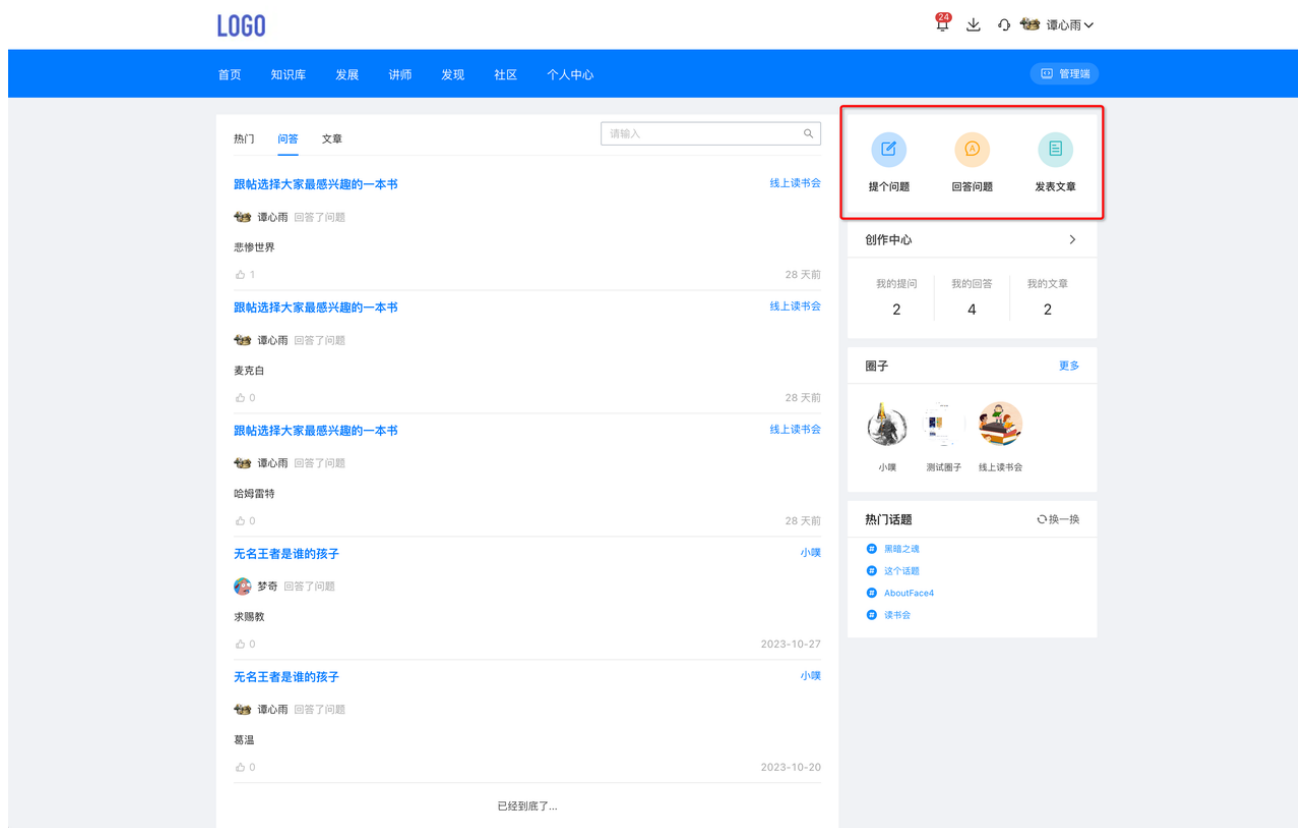 LOGO
24
谭心雨
首页 知识库 发展 讲师 发现 社区 个人中心
管理端
热门 问答 文章
请输入
跟帖选择大家最感兴趣的一本书 线上读书会
谭心雨 回答了问题
悲惨世界
1 28 天前
跟帖选择大家最感兴趣的一本书 线上读书会
谭心雨 回答了问题
麦克白
0 28 天前
跟帖选择大家最感兴趣的一本书 线上读书会
谭心雨 回答了问题
哈姆雷特
0 28 天前
无名王者是谁的孩子 小噗
梦奇 回答了问题
求赐教
0 2023-10-27
无名王者是谁的孩子 小噗
谭心雨 回答了问题
葛温
0 2023-10-20
已经到底了...
提个问题 回答问题 发表文章
创作中心
我的提问 我的回答 我的文章
2 4 2
圈子 更多
小噗 测试圈子 线上读书会
热门话题 换一换
# 黑暗之魂
# 这个话题
# AboutFace4
# 读书会